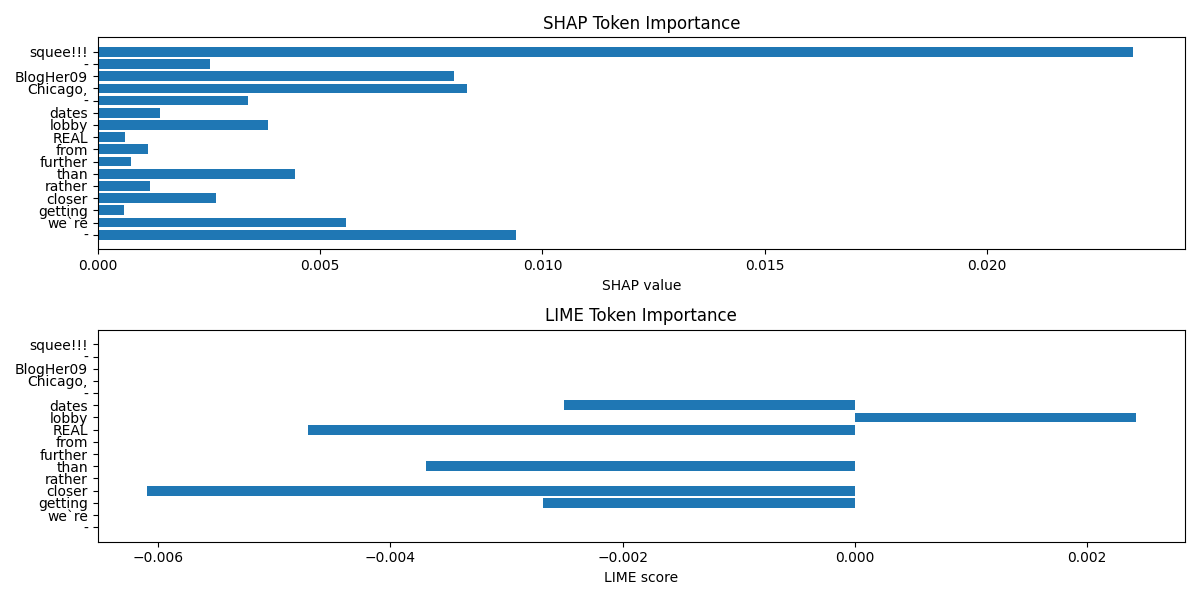 SHAP Token Importance
squee!!!
-
BlogHer09
Chicago,
-
dates
lobby
REAL
from
further
than
rather
closer
getting
we`re
-
0.000 0.005 0.010 0.015 0.020
SHAP value
LIME Token Importance
squee!!!
-
BlogHer09
Chicago,
-
dates
lobby
REAL
from
further
than
rather
closer
getting
we`re
-
−0.006 −0.004 −0.002 0.000 0.002
LIME score